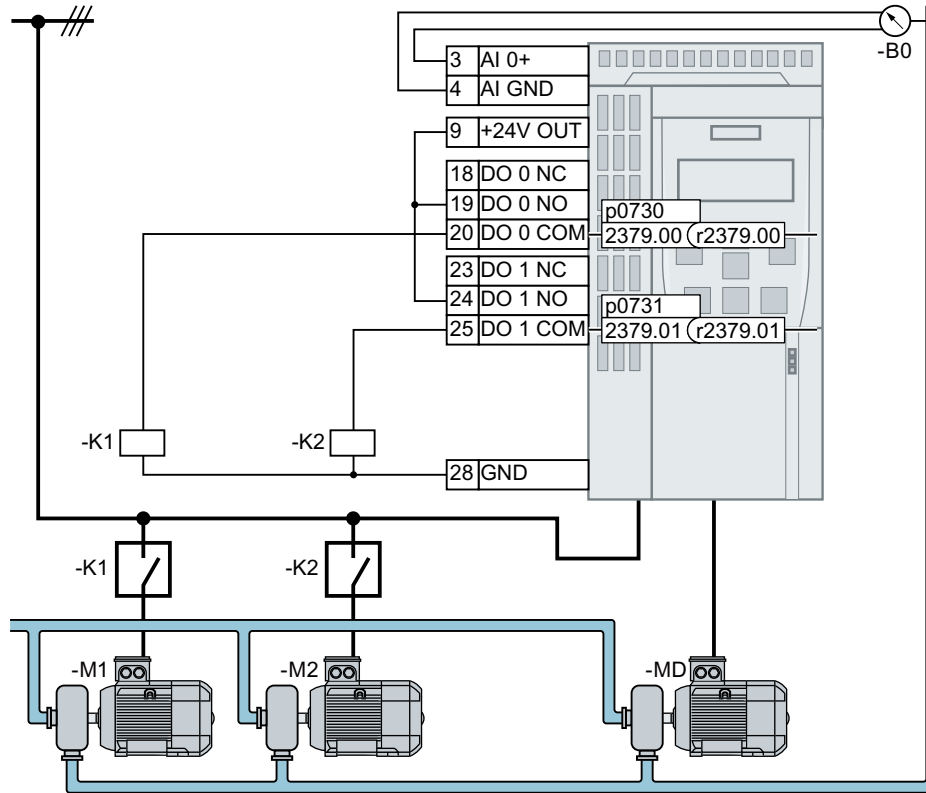 -B0
3 AI 0+
4 AI GND
9 +24V OUT
18 DO 0 NC
19 DO 0 NO
p0730
20 DO 0 COM 2379.00 r2379.00
23 DO 1 NC
24 DO 1 NO
p0731
25 DO 1 COM 2379.01 r2379.01
-K1
-K2
28 GND
-K1
-K2
-M1
-M2
-MD